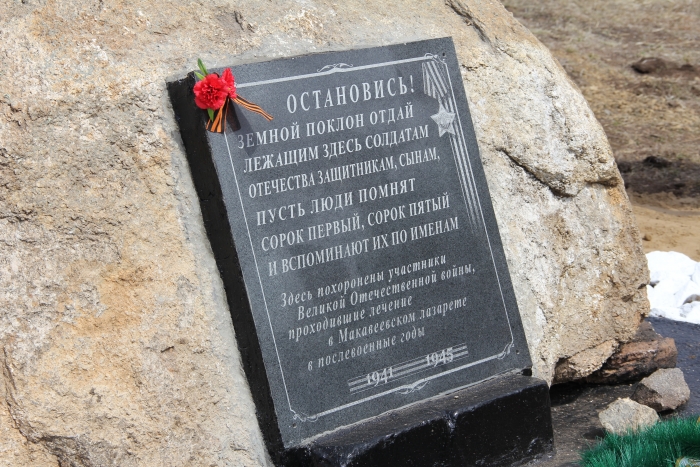 ОСТАНОВИСЬ!
ЗЕМНОЙ ПОКЛОН ОТДАЙ
ЛЕЖАЩИМ ЗДЕСЬ СОЛДАТАМ
ОТЕЧЕСТВА ЗАЩИТНИКАМ, СЫНАМ,
ПУСТЬ ЛЮДИ ПОМНЯТ
СОРОК ПЕРВЫЙ, СОРОК ПЯТЫЙ
И ВСПОМИНАЮТ ИХ ПО ИМЕНАМ
Здесь похоронены участники
Великой Отечественной войны,
проходившие лечение
в Макавеевском лазарете
в послевоенные годы
1941 1945